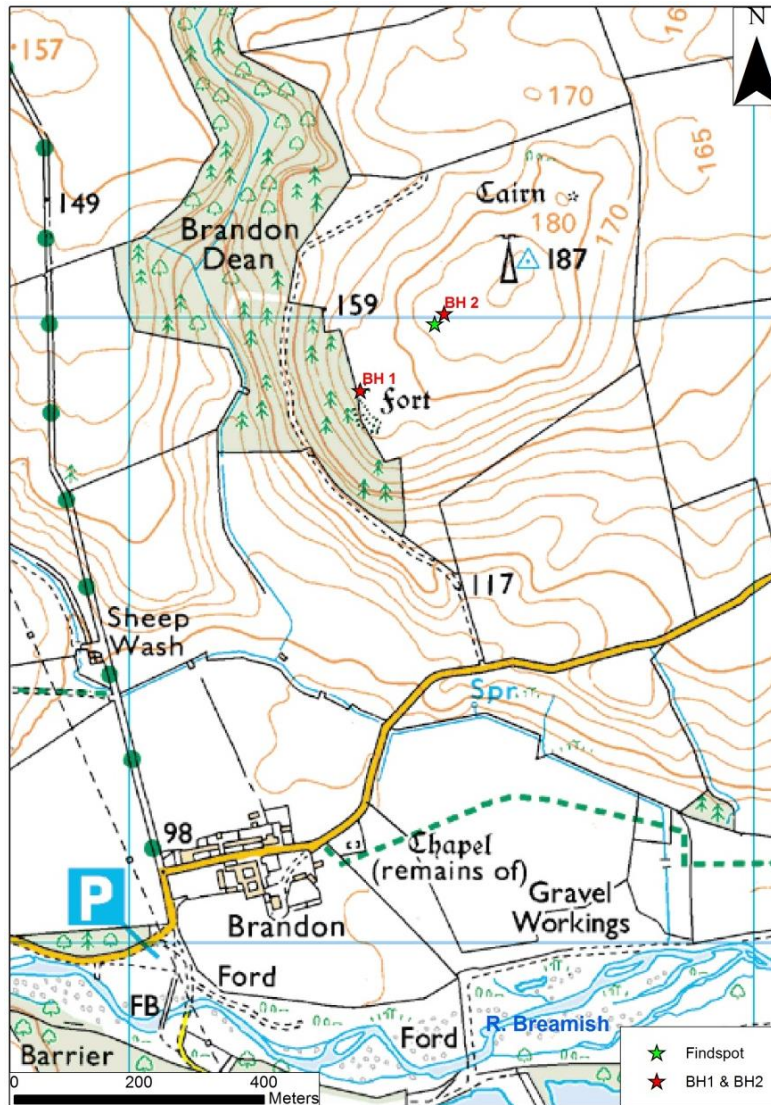 N
157
170
165
149
Cairn
180
170
Brandon
Dean
187
159
BH 2
BH 1
Fort
117
Sheep
Wash
Spr
98
Chapel
(remains of)
P
Gravel
Workings
Brandon
Ford
FB
Ford
R. Breamish
Barrier
Findspot
BH1 & BH2
0 200 400
Meters